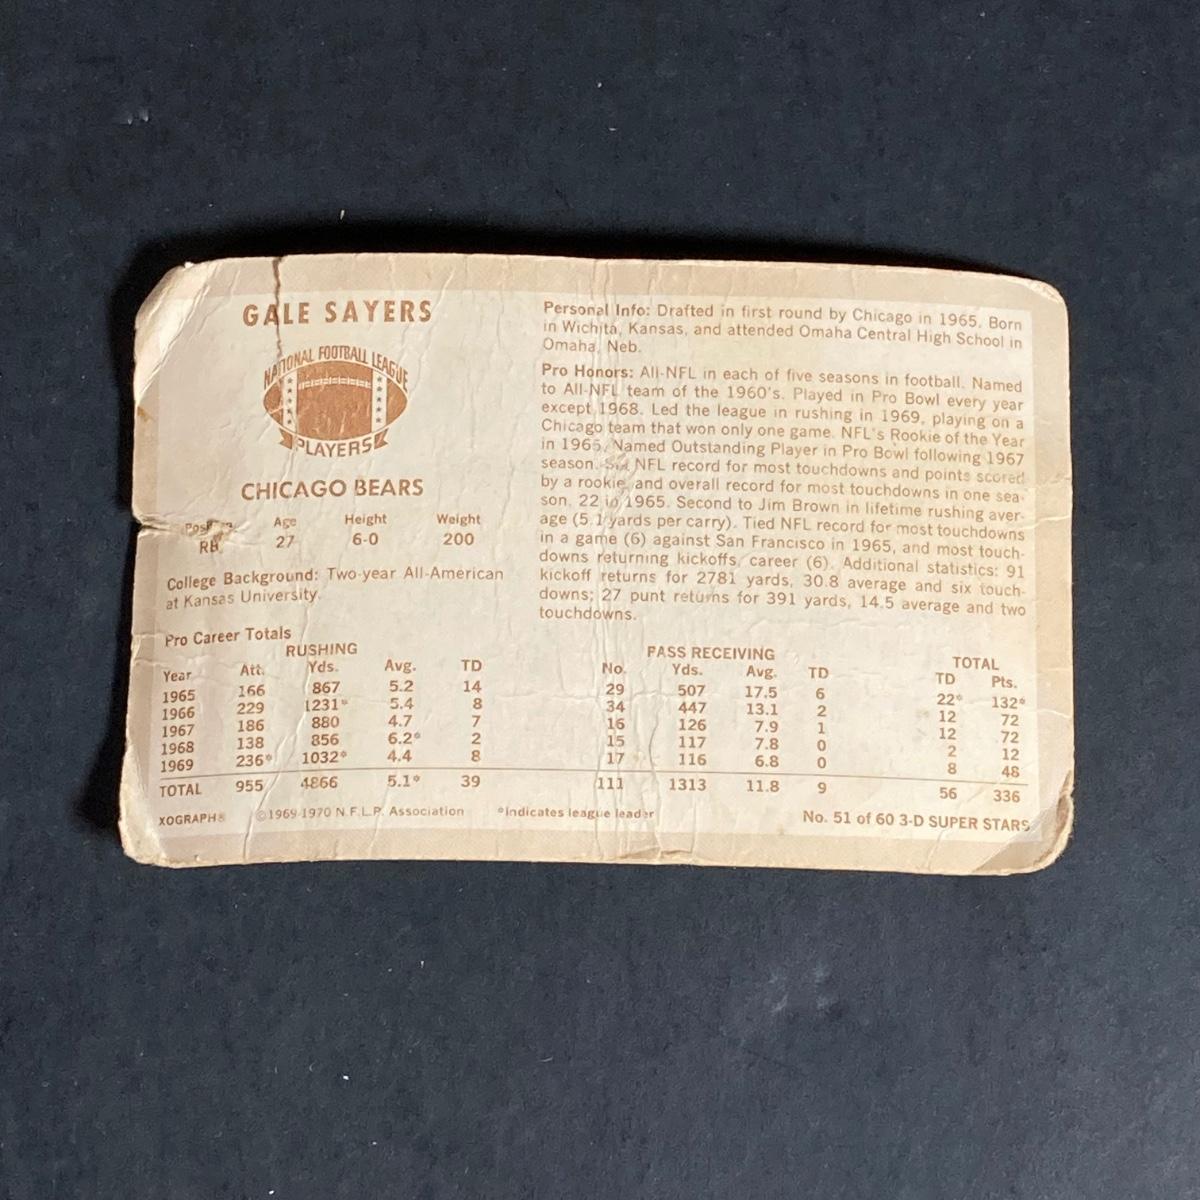 GALE SAYERS
NATIONAL FOOTBALL LEAGUE
PLAYERS
CHICAGO BEARS
Position Age Height Weight
RB 27 6-0 200
College Background: Two-year All-American
at Kansas University.
Personal Info: Drafted in first round by Chicago in 1965. Born
in Wichita, Kansas, and attended Omaha Central High School in
Omaha, Neb.
Pro Honors: All-NFL in each of five seasons in football. Named
to All-NFL team of the 1960's. Played in Pro Bowl every year
except 1968. Led the league in rushing in 1969, playing on a
Chicago team that won only one game. NFL's Rookie of the Year
in 1965. Named Outstanding Player in Pro Bowl following 1967
season. NFL record for most touchdowns and points scored
by a rookie, and overall record for most touchdowns in one sea-
son, 22 in 1965. Second to Jim Brown in lifetime rushing aver-
age (5.1 yards per carry). Tied NFL record for most touchdowns
in a game (6) against San Francisco in 1965, and most touch-
downs returning kickoffs, career (6). Additional statistics: 91
kickoff returns for 2781 yards, 30.8 average and six touch-
downs; 27 punt returns for 391 yards, 14.5 average and two
touchdowns.
Pro Career Totals
RUSHING PASS RECEIVING TOTAL
Year Att. Yds. Avg. TD No. Yds. Avg. TD TD Pts.
1965 166 867 5.2 14 29 507 17.5 6 22* 132*
1966 229 1231* 5.4 8 34 447 13.1 2 12 72
1967 186 880 4.7 7 16 126 7.9 1 12 72
1968 138 856 6.2* 2 15 117 7.8 0 2 12
1969 236* 1032* 4.4 8 17 116 6.8 0 8 48
TOTAL 955 4866 5.1* 39 111 1313 11.8 9 56 336
XOGRAPH® ©1969-1970 N.F.L.P. Association *Indicates league leader No. 51 of 60 3-D SUPER STARS